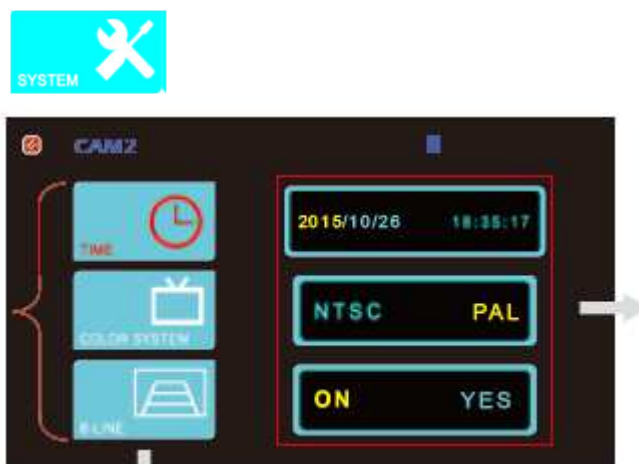 SYSTEM
CAM2
TIME
2015/10/26 18:35:17
COLOR SYSTEM
NTSC PAL
B-LINE
ON YES